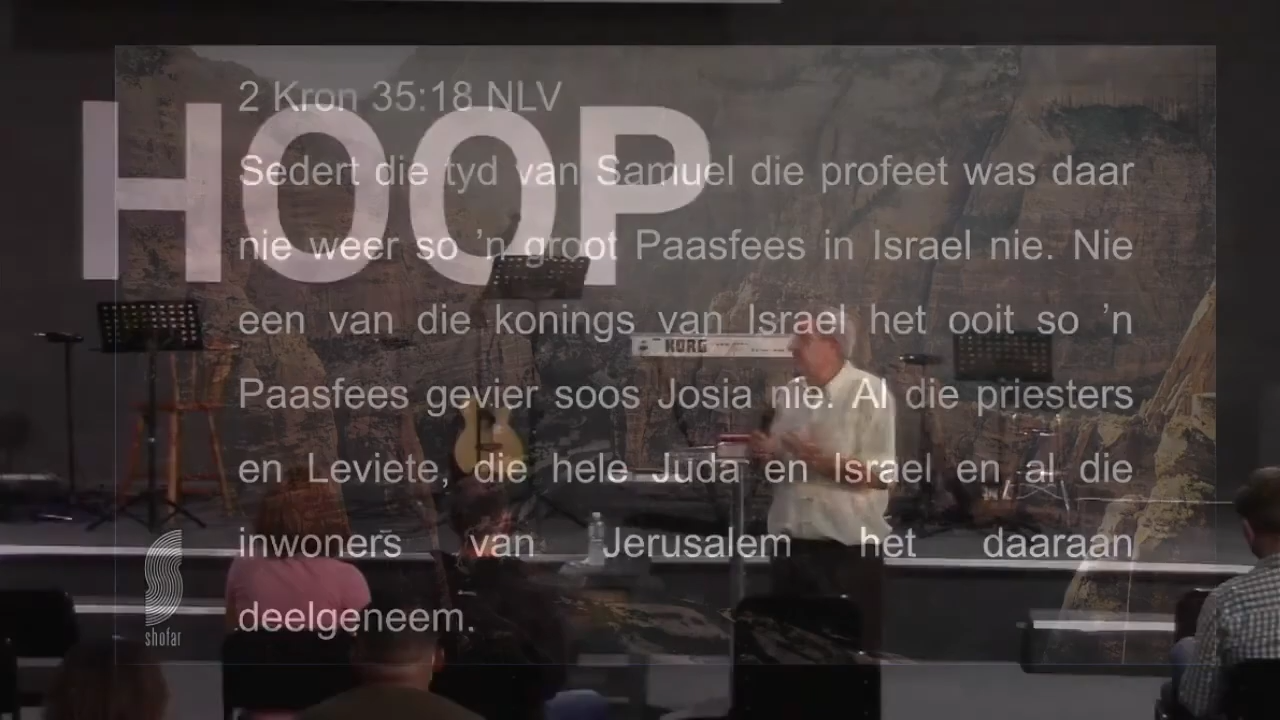 HOOP
2 Kron 35:18 NLV
Sedert die tyd van Samuel die profeet was daar
nie weer so ’n groot Paasfees in Israel nie. Nie
een van die konings van Israel het ooit so ’n
Paasfees gevier soos Josia nie. Al die priesters
en Leviete, die hele Juda en Israel en al die
inwoners van Jerusalem het daaraan
deelgeneem.
KORG
shofar